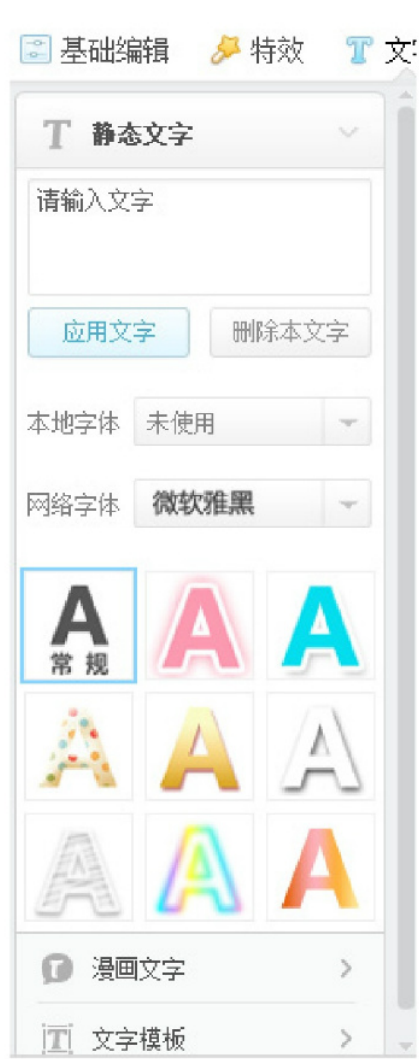 基础编辑 特效 文
T 静态文字
请输入文字
应用文字 删除本文字
本地字体 未使用
网络字体 微软雅黑
A A A
常规
A A A
A A A
漫画文字
文字模板